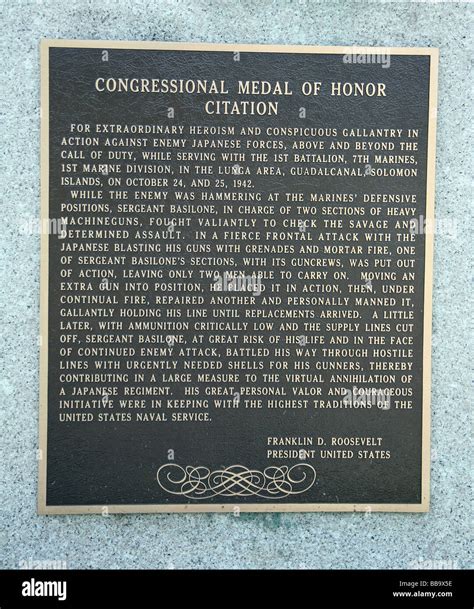 CONGRESSIONAL MEDAL OF HONOR
CITATION
FOR EXTRAORDINARY HEROISM AND CONSPICUOUS GALLANTRY IN
ACTION AGAINST ENEMY JAPANESE FORCES, ABOVE AND BEYOND THE
CALL OF DUTY, WHILE SERVING WITH THE 1ST BATTALION, 7TH MARINES,
1ST MARINE DIVISION, IN THE LUNGA AREA, GUADALCANAL, SOLOMON
ISLANDS, ON OCTOBER 24, AND 25, 1942.
WHILE THE ENEMY WAS HAMMERING AT THE MARINES' DEFENSIVE
POSITIONS, SERGEANT BASILONE, IN CHARGE OF TWO SECTIONS OF HEAVY
MACHINEGUNS, FOUGHT VALIANTLY TO CHECK THE SAVAGE AND
DETERMINED ASSAULT. IN A FIERCE FRONTAL ATTACK WITH THE
JAPANESE BLASTING HIS GUNS WITH GRENADES AND MORTAR FIRE, ONE
OF SERGEANT BASILONE'S SECTIONS, WITH ITS GUNCREWS, WAS PUT OUT
OF ACTION, LEAVING ONLY TWO MEN ABLE TO CARRY ON. MOVING AN
EXTRA GUN INTO POSITION, HE PLACED IT IN ACTION, THEN, UNDER
CONTINUAL FIRE, REPAIRED ANOTHER AND PERSONALLY MANNED IT,
GALLANTLY HOLDING HIS LINE UNTIL REPLACEMENTS ARRIVED. A LITTLE
LATER, WITH AMMUNITION CRITICALLY LOW AND THE SUPPLY LINES CUT
OFF, SERGEANT BASILONE, AT GREAT RISK OF HIS LIFE AND IN THE FACE
OF CONTINUED ENEMY ATTACK, BATTLED HIS WAY THROUGH HOSTILE
LINES WITH URGENTLY NEEDED SHELLS FOR HIS GUNNERS, THEREBY
CONTRIBUTING IN A LARGE MEASURE TO THE VIRTUAL ANNIHILATION OF
A JAPANESE REGIMENT. HIS GREAT PERSONAL VALOR AND COURAGEOUS
INITIATIVE WERE IN KEEPING WITH THE HIGHEST TRADITIONS OF THE
UNITED STATES NAVAL SERVICE.
FRANKLIN D. ROOSEVELT
PRESIDENT UNITED STATES
alamy
Image ID: BB9X5E
www.alamy.com